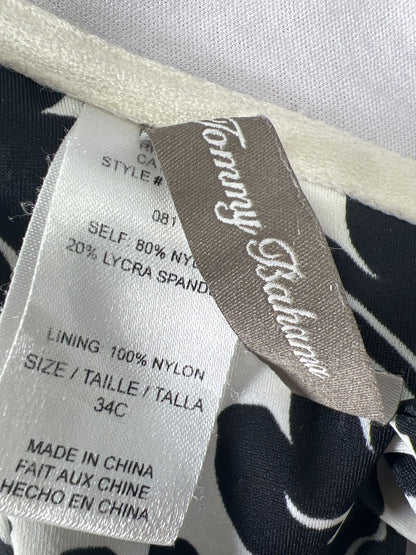 Tommy Bahama
CA
STYLE #
081
SELF: 80% NY
20% LYCRA SPAND
LINING 100% NYLON
SIZE / TAILLE / TALLA
34C
MADE IN CHINA
FAIT AUX CHINE
HECHO EN CHINA